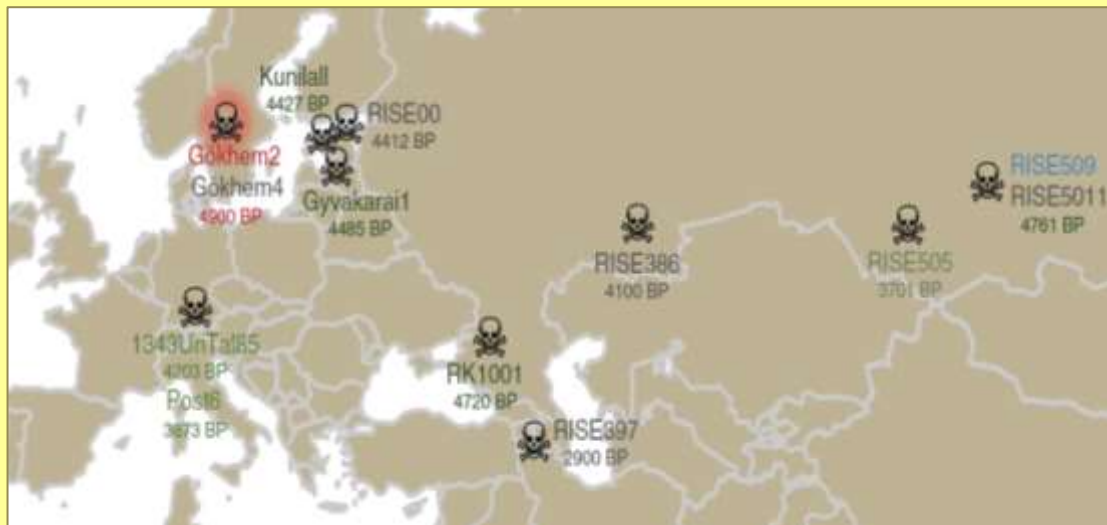 Kunilall
4427 BP
RISE00
4412 BP
Gökhem2
Gökhem4
4900 BP
Gyvakarai1
4485 BP
RISE509
RISE5011
4761 BP
RISE386
4100 BP
RISE505
3701 BP
1343UnTal85
4203 BP
Post6
3873 BP
RK1001
4720 BP
RISE397
2900 BP